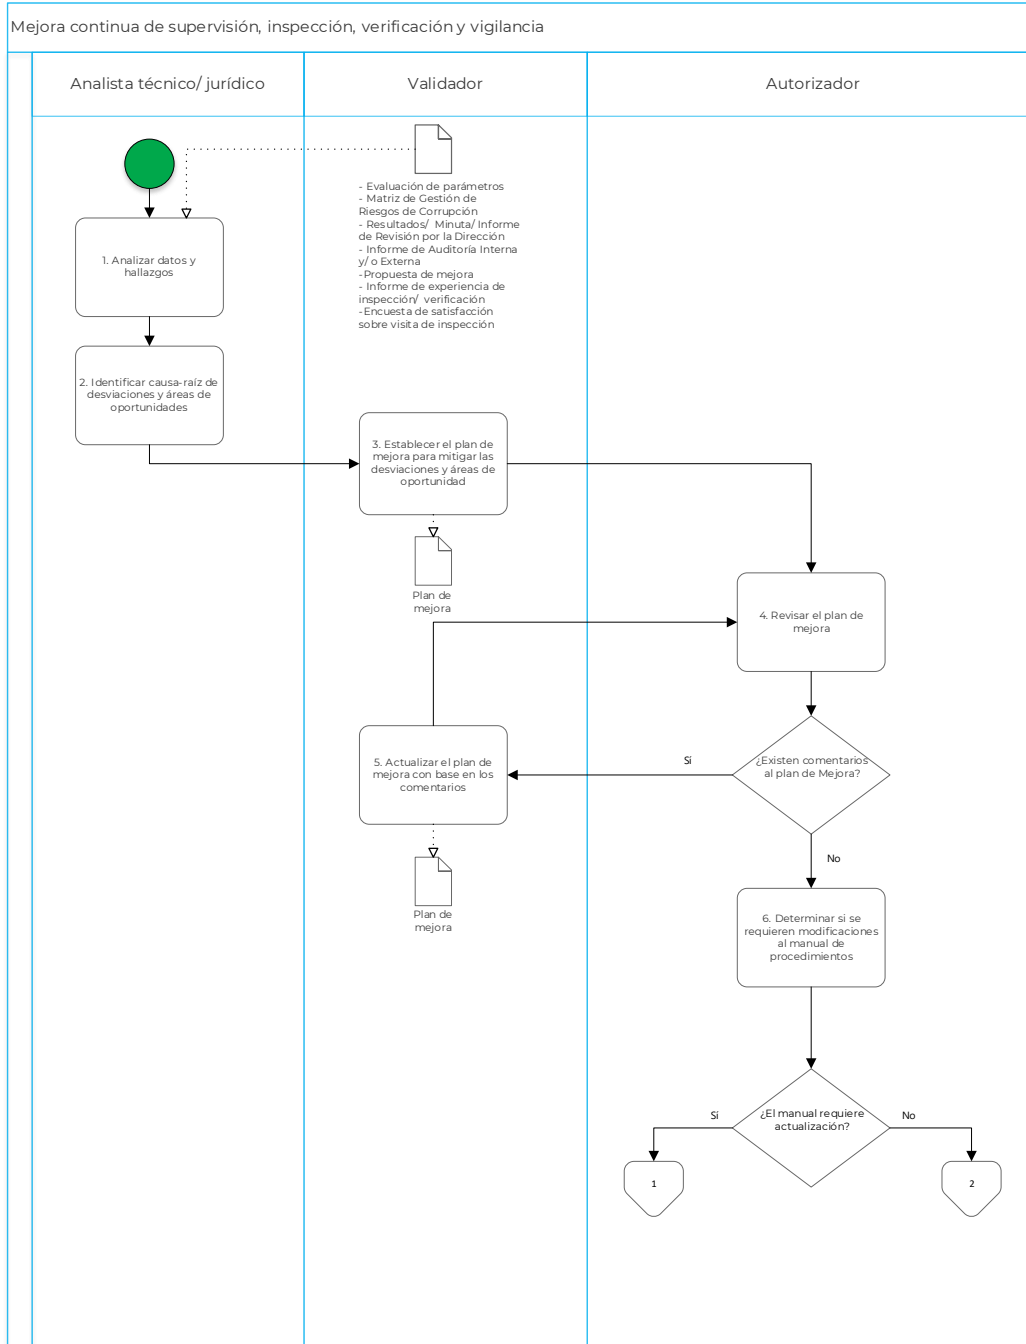 Mejora continua de supervisión, inspección, verificación y vigilancia
Analista técnico/ jurídico
Validador
Autorizador
- Evaluación de parámetros
- Matriz de Gestión de
Riesgos de Corrupción
- Resultados/ Minuta/ Informe
de Revisión por la Dirección
- Informe de Auditoría Interna
y/ o Externa
-Propuesta de mejora
- Informe de experiencia de
inspección/ verificación
-Encuesta de satisfacción
sobre visita de inspección
1. Analizar datos y
hallazgos
2. Identificar causa-raíz de
desviaciones y áreas de
oportunidades
3. Establecer el plan de
mejora para mitigar las
desviaciones y áreas de
oportunidad
Plan de
mejora
4. Revisar el plan de
mejora
¿Existen comentarios
al plan de Mejora?
Sí
5. Actualizar el plan de
mejora con base en los
comentarios
Plan de
mejora
No
6. Determinar si se
requieren modificaciones
al manual de
procedimientos
¿El manual requiere
actualización?
Sí
No
1
2